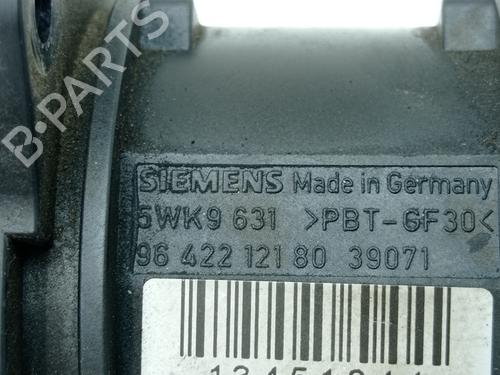 B-PARTS
SIEMENS Made in Germany
5WK9 631 >PBT-GF30<
96 422 121 80 39071